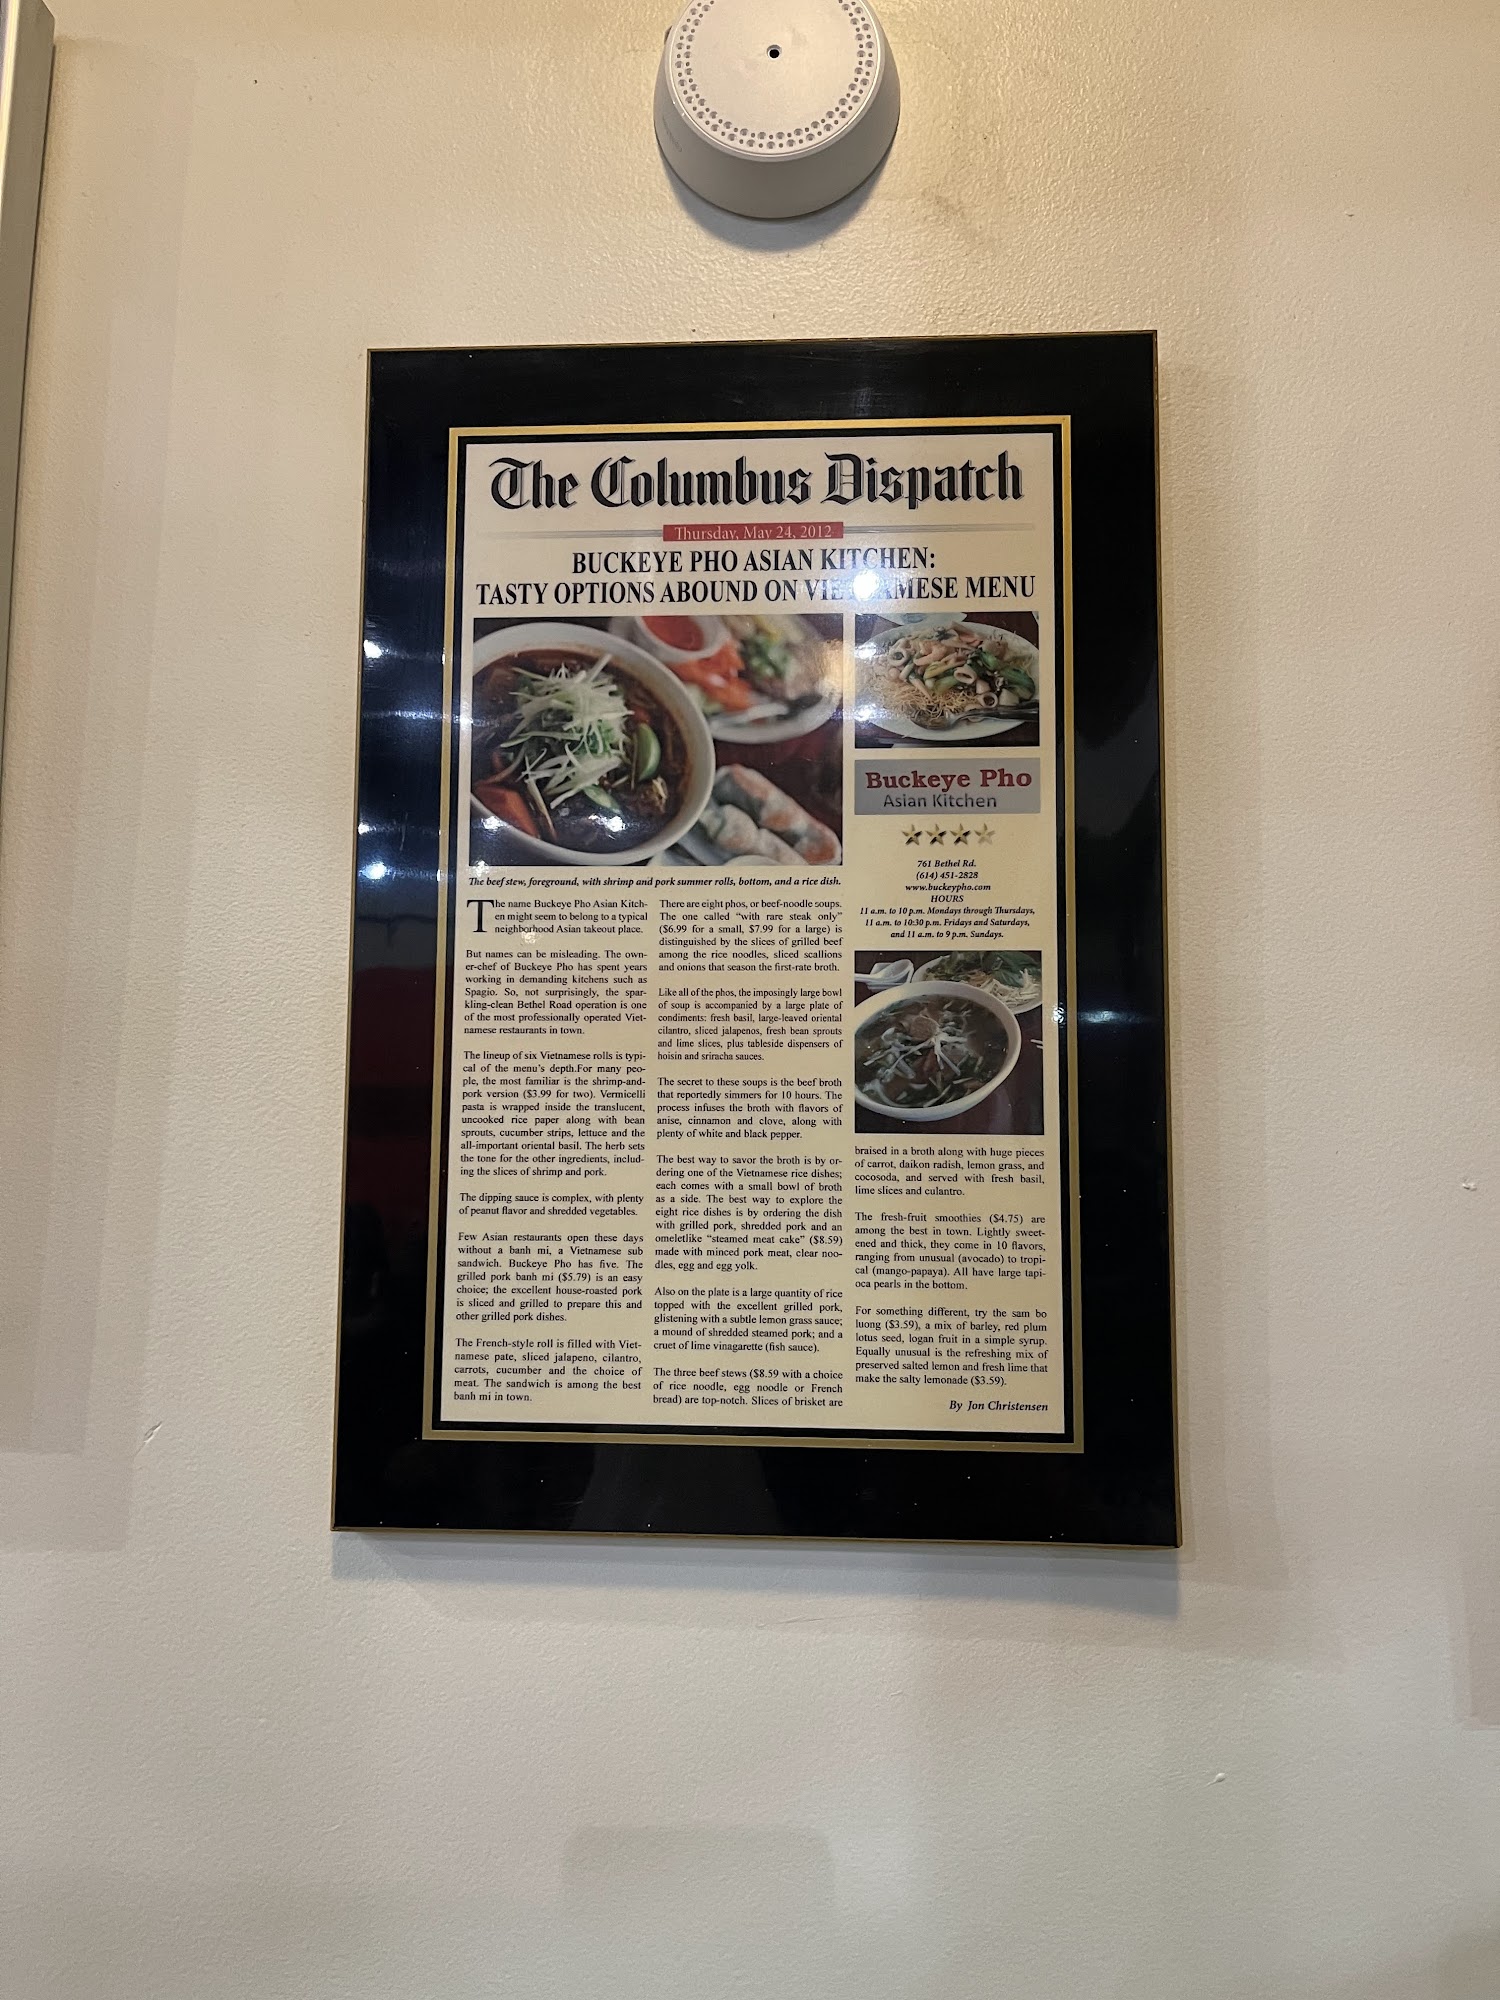 The Columbus Dispatch
Thursday, May 24, 2012
BUCKEYE PHO ASIAN KITCHEN:
TASTY OPTIONS ABOUND ON VIETNAMESE MENU
The beef stew, foreground, with shrimp and pork summer rolls, bottom, and a rice dish.
The name Buckeye Pho Asian Kitch-
en might seem to belong to a typical
neighborhood Asian takeout place.
But names can be misleading. The own-
er-chef of Buckeye Pho has spent years
working in demanding kitchens such as
Spagio. So, not surprisingly, the spar-
kling-clean Bethel Road operation is one
of the most professionally operated Viet-
namese restaurants in town.
The lineup of six Vietnamese rolls is typi-
cal of the menu's depth.For many peo-
ple, the most familiar is the shrimp-and-
pork version ($3.99 for two). Vermicelli
pasta is wrapped inside the translucent,
uncooked rice paper along with bean
sprouts, cucumber strips, lettuce and the
all-important oriental basil. The herb sets
the tone for the other ingredients, includ-
ing the slices of shrimp and pork.
The dipping sauce is complex, with plenty
of peanut flavor and shredded vegetables.
Few Asian restaurants open these days
without a banh mi, a Vietnamese sub
sandwich. Buckeye Pho has five. The
grilled pork banh mi ($5.79) is an easy
choice; the excellent house-roasted pork
is sliced and grilled to prepare this and
other grilled pork dishes.
The French-style roll is filled with Viet-
namese pate, sliced jalapeno, cilantro,
carrots, cucumber and the choice of
meat. The sandwich is among the best
banh mi in town.
There are eight phos, or beef-noodle soups.
The one called "with rare steak only"
($6.99 for a small, $7.99 for a large) is
distinguished by the slices of grilled beef
among the rice noodles, sliced scallions
and onions that season the first-rate broth.
Like all of the phos, the imposingly large bowl
of soup is accompanied by a large plate of
condiments: fresh basil, large-leaved oriental
cilantro, sliced jalapenos, fresh bean sprouts
and lime slices, plus tableside dispensers of
hoisin and sriracha sauces.
The secret to these soups is the beef broth
that reportedly simmers for 10 hours. The
process infuses the broth with flavors of
anise, cinnamon and clove, along with
plenty of white and black pepper.
The best way to savor the broth is by or-
dering one of the Vietnamese rice dishes;
each comes with a small bowl of broth
as a side. The best way to explore the
eight rice dishes is by ordering the dish
with grilled pork, shredded pork and an
omeletlike "steamed meat cake" ($8.59)
made with minced pork meat, clear noo-
dles, egg and egg yolk.
Also on the plate is a large quantity of rice
topped with the excellent grilled pork,
glistening with a subtle lemon grass sauce;
a mound of shredded steamed pork; and a
cruet of lime vinagarette (fish sauce).
The three beef stews ($8.59 with a choice
of rice noodle, egg noodle or French
bread) are top-notch. Slices of brisket are
Buckeye Pho
Asian Kitchen
761 Bethel Rd.
(614) 451-2828
www.buckeypho.com
HOURS
11 a.m. to 10 p.m. Mondays through Thursdays,
11 a.m. to 10:30 p.m. Fridays and Saturdays,
and 11 a.m. to 9 p.m. Sundays.
braised in a broth along with huge pieces
of carrot, daikon radish, lemon grass, and
cocosoda, and served with fresh basil,
lime slices and culantro.
The fresh-fruit smoothies ($4.75) are
among the best in town. Lightly sweet-
ened and thick, they come in 10 flavors,
ranging from unusual (avocado) to tropi-
cal (mango-papaya). All have large tapi-
oca pearls in the bottom.
For something different, try the sam bo
luong ($3.59), a mix of barley, red plum
lotus seed, logan fruit in a simple syrup.
Equally unusual is the refreshing mix of
preserved salted lemon and fresh lime that
make the salty lemonade ($3.59).
By Jon Christensen